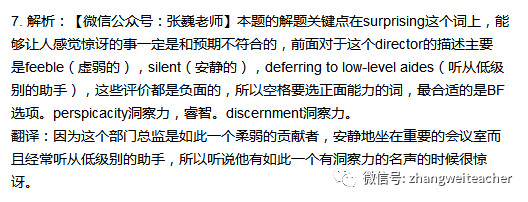 7. 解析：【微信公众号：张巍老师】本题的解题关键点在surprising这个词上，能
够让人感觉惊讶的事一定是和预期不符合的，前面对于这个director的描述主要
是feeble（虚弱的），silent（安静的），deferring to low-level aides（听从低级
别的助手），这些评价都是负面的，所以空格要选正面能力的词，最合适的是BF
选项。perspicacity洞察力，睿智。discernment洞察力。
翻译：因为这个部门总监是如此一个柔弱的贡献者，安静地坐在重要的会议室而
且经常听从低级别的助手，所以听说他有如此一个有洞察力的名声的时候很惊
讶。
微信号: zhangweiteacher